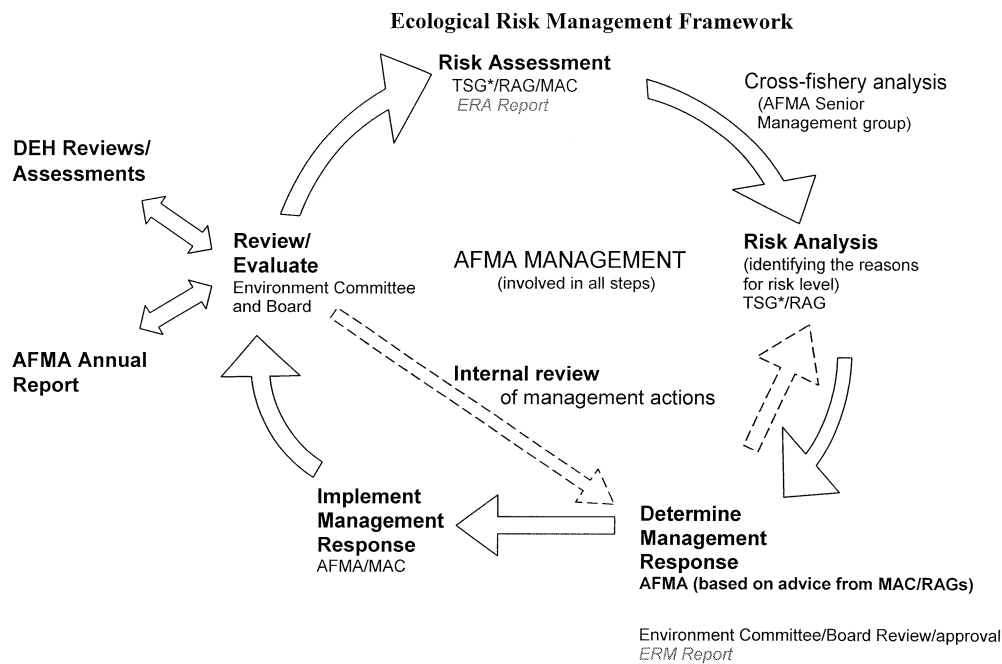 Ecological Risk Management Framework
Risk Assessment
TSG*/RAG/MAC
ERA Report
Cross-fishery analysis
(AFMA Senior
Management group)
DEH Reviews/
Assessments
Review/
Evaluate
Environment Committee
and Board
AFMA MANAGEMENT
(involved in all steps)
Risk Analysis
(identifying the reasons
for risk level)
TSG*/RAG
AFMA Annual
Report
Internal review
of management actions
Implement
Management
Response
AFMA/MAC
Determine
Management
Response
AFMA (based on advice from MAC/RAGs)
Environment Committee/Board Review/approval
ERM Report